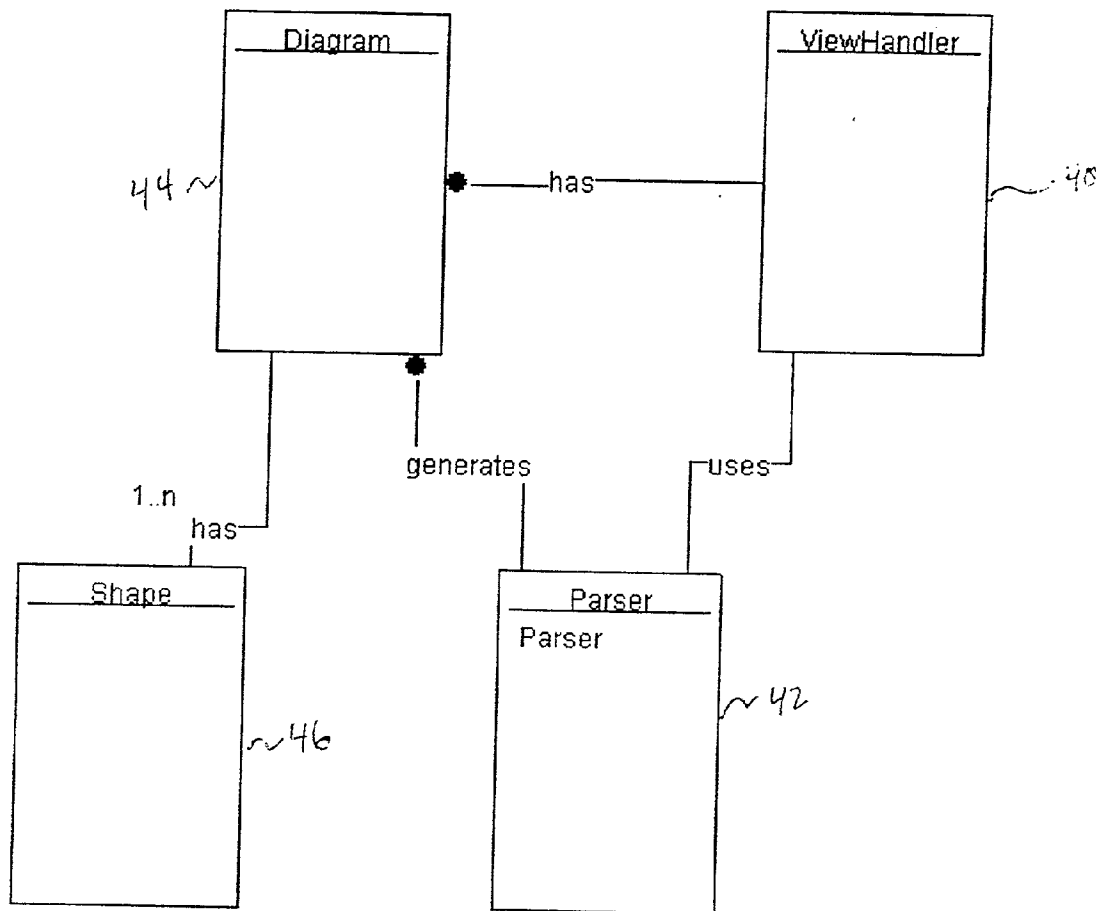 Diagram
ViewHandler
44
has
40
generates
uses
1..n
has
Shape
Parser
Parser
42
46